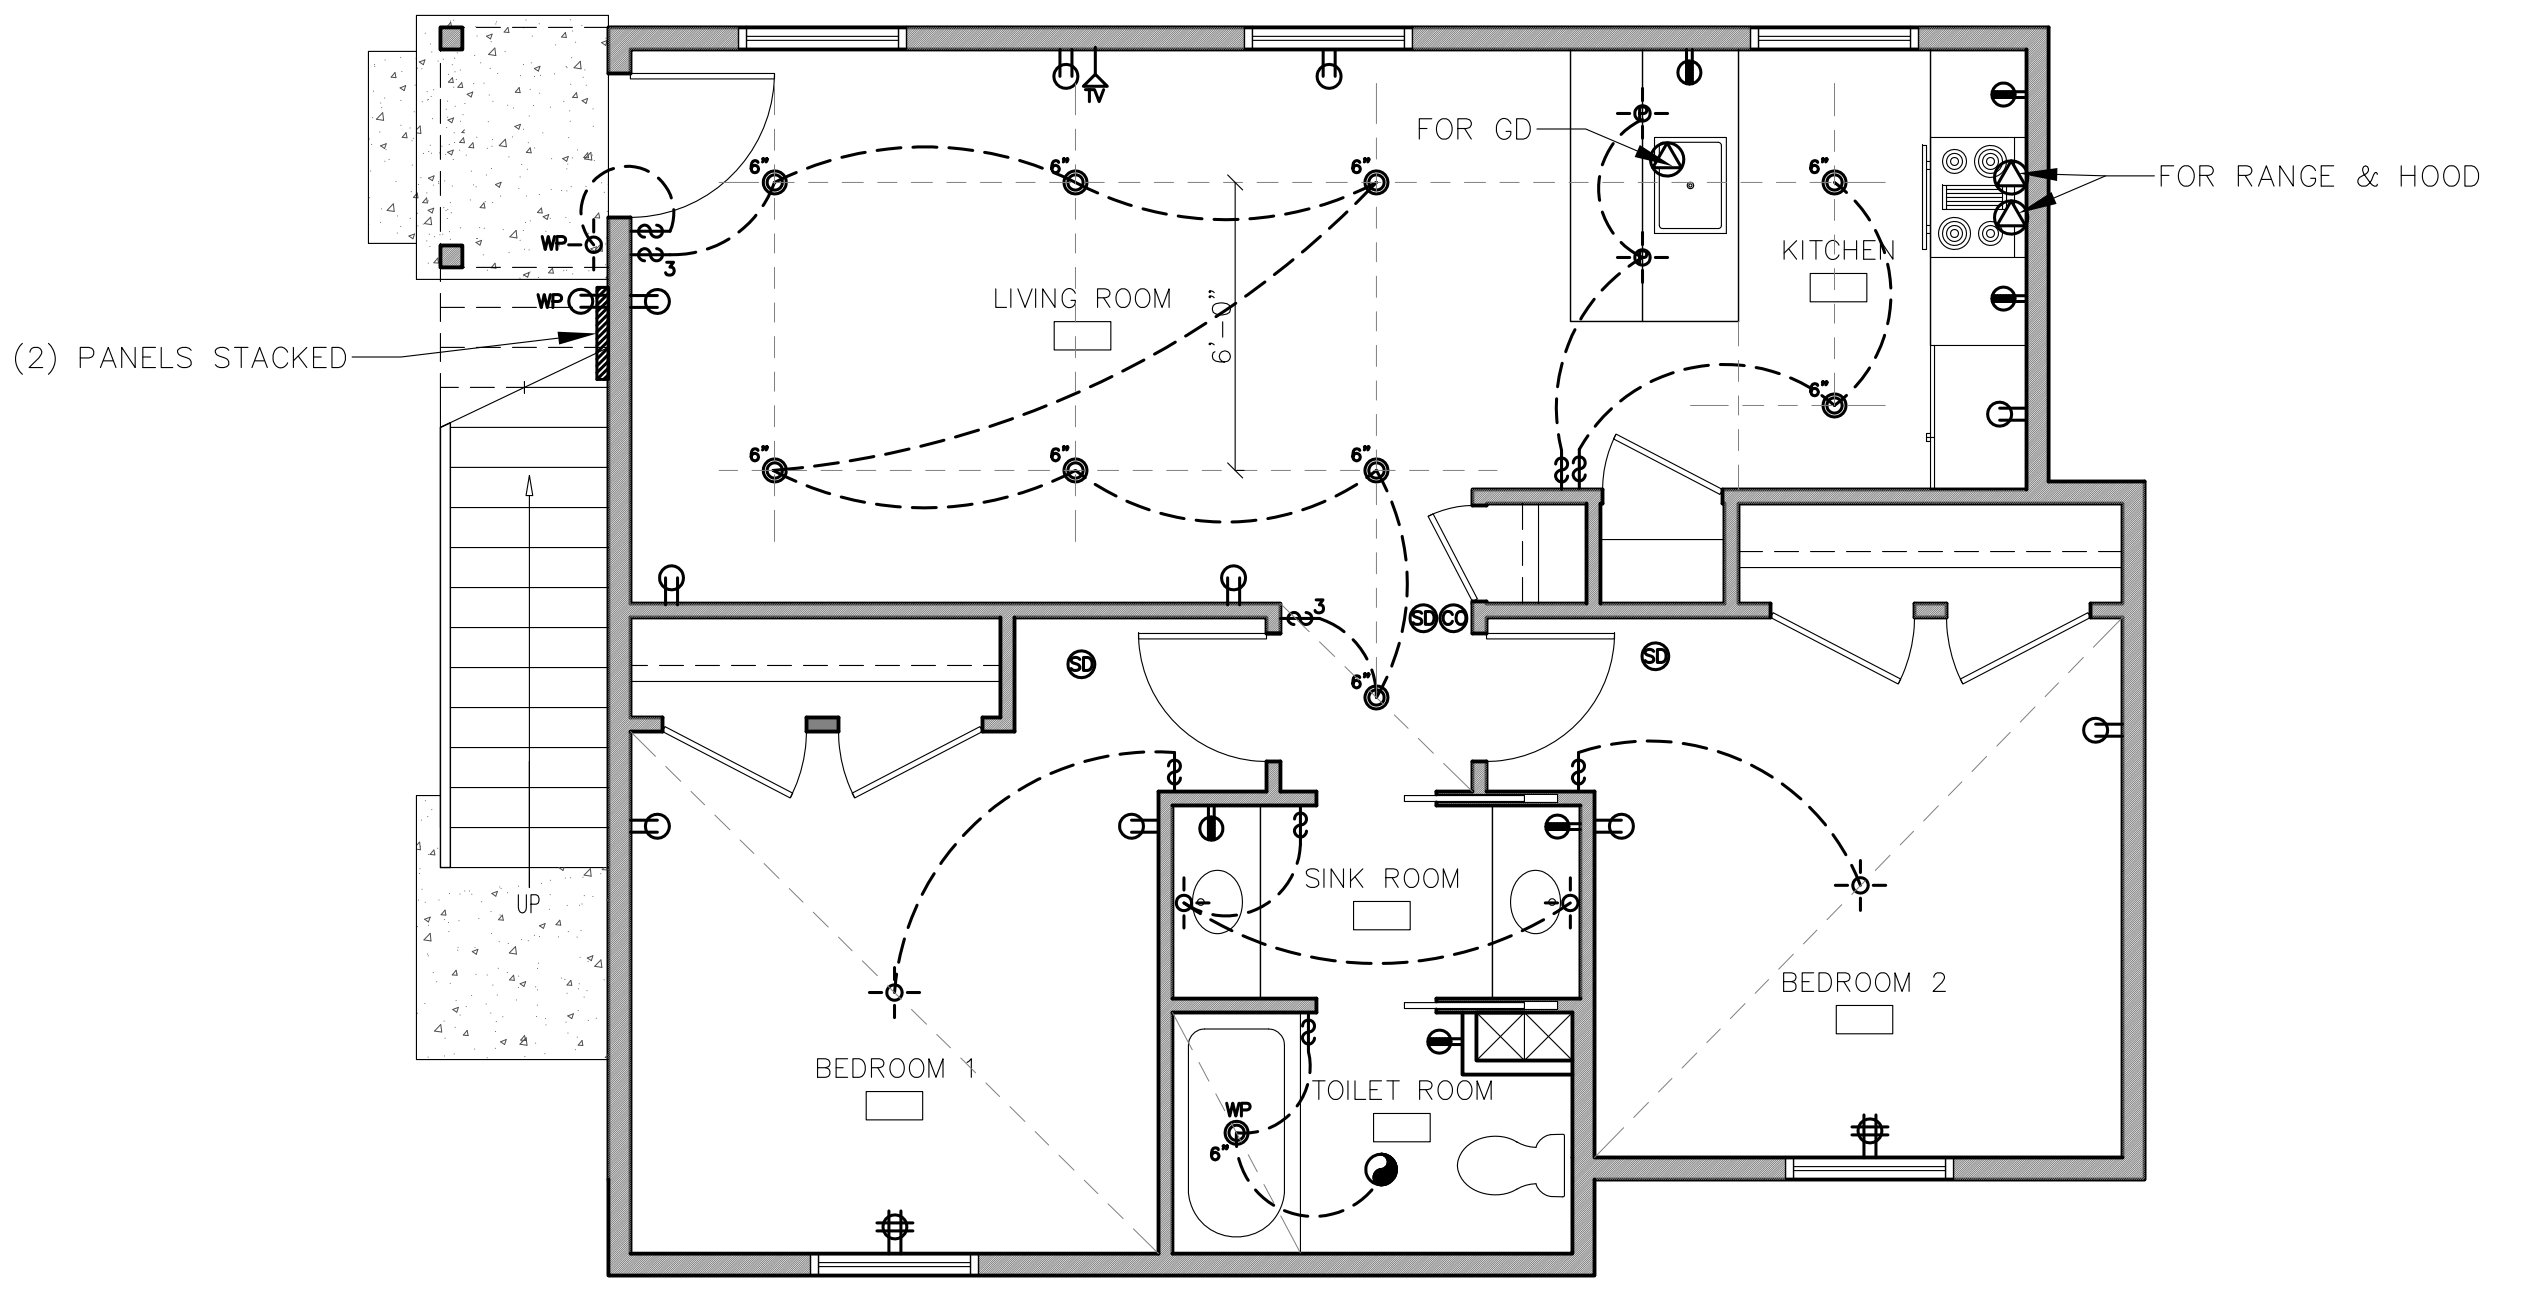 TV
FOR GD
6" 6" 6" 6"
FOR RANGE & HOOD
WP
3
KITCHEN
WP
LIVING ROOM
6'-0"
(2) PANELS STACKED
6"
6" 6" 6"
3
SD CO
SD
SD
6"
SINK ROOM
UP
BEDROOM 2
BEDROOM 1
TOILET ROOM
WP
6"